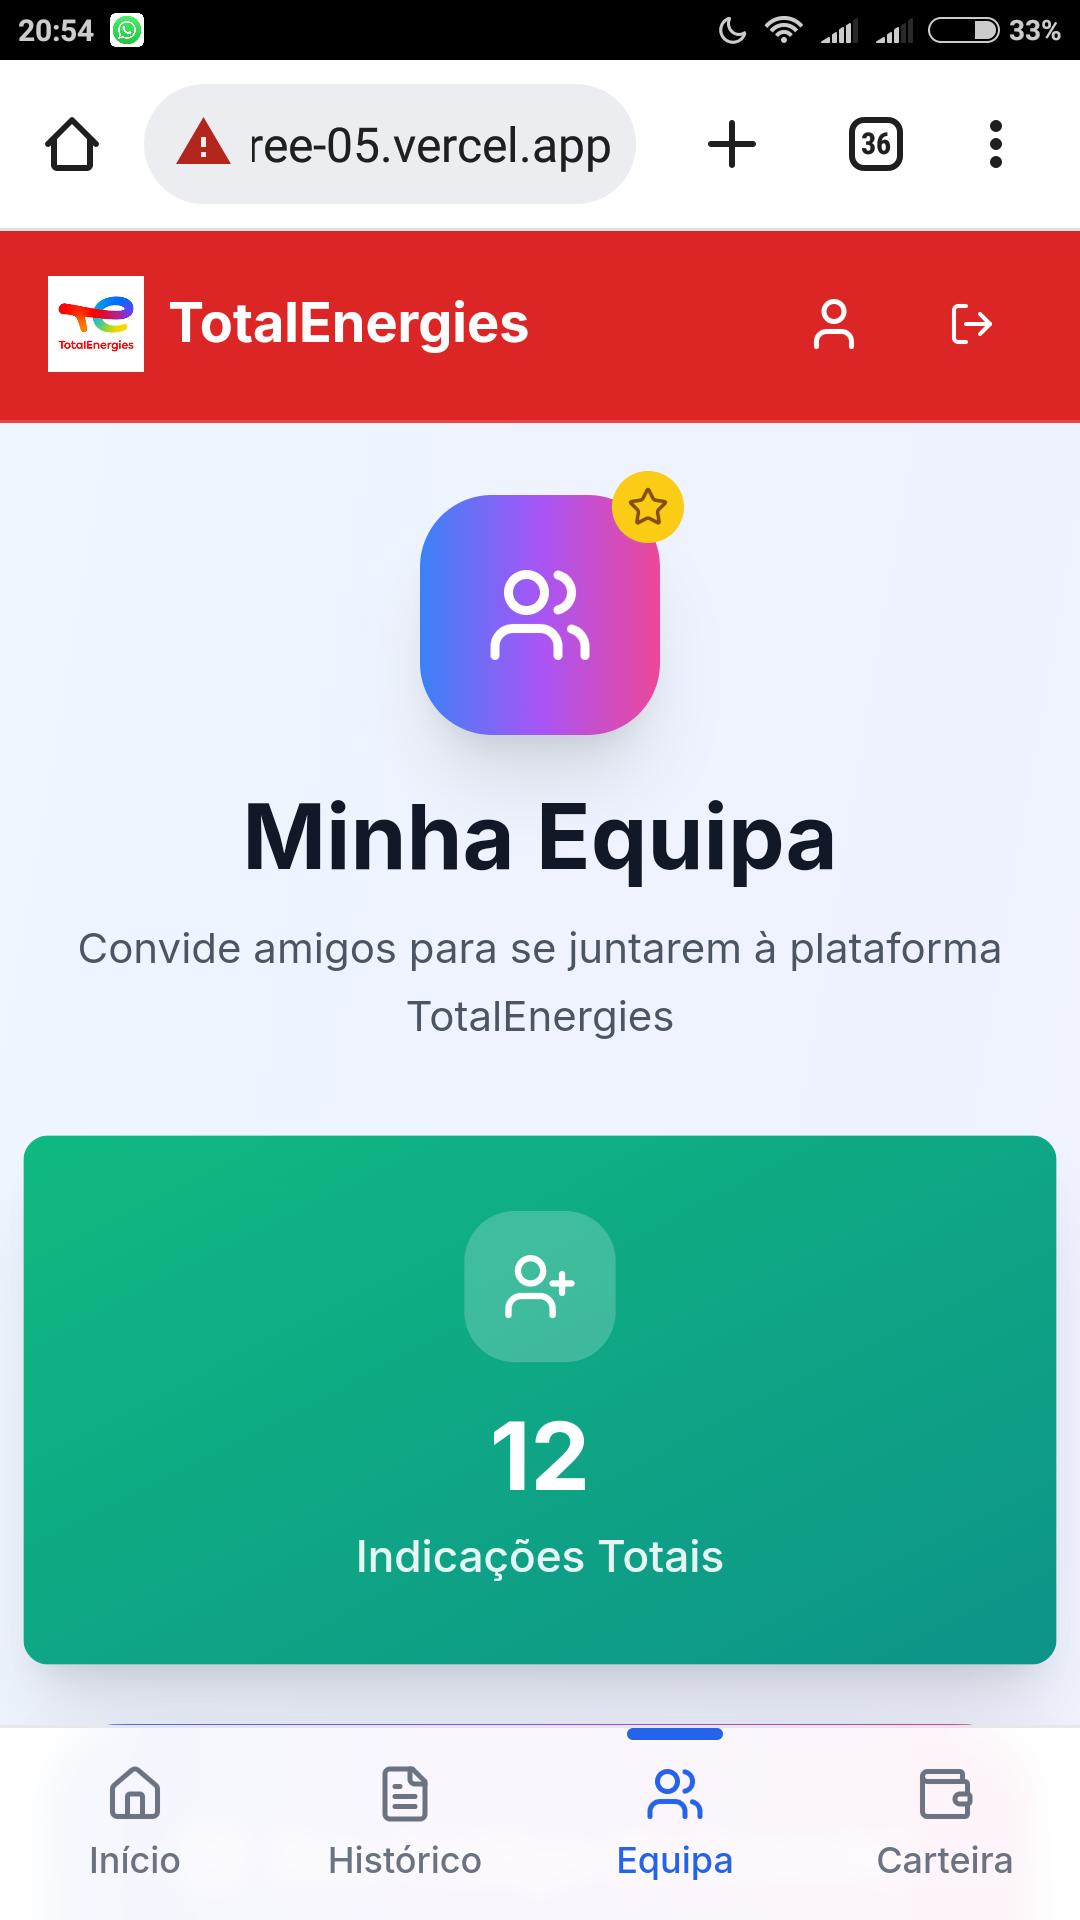 20:54
33%
ree-05.vercel.app
36
TotalEnergies
TotalEnergies
Minha Equipa
Convide amigos para se juntarem à plataforma
TotalEnergies
12
Indicações Totais
Início
Histórico
Equipa
Carteira